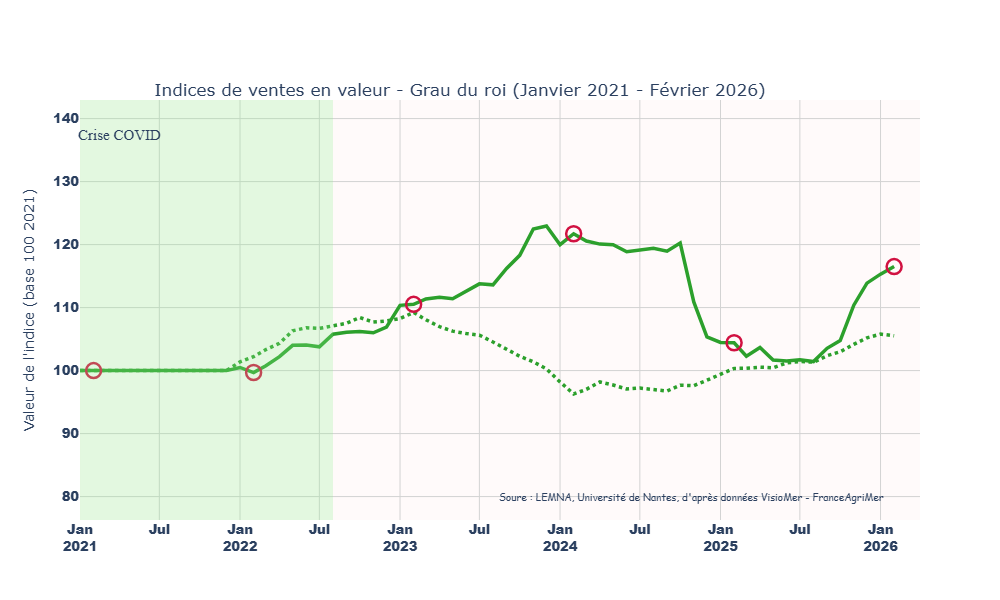 Indices de ventes en valeur - Grau du roi (Janvier 2021 - Février 2026)
140
Crise COVID
130
120
110
100
90
80
Valeur de l'indice (base 100 2021)
Soure : LEMNA, Université de Nantes, d'après données VisioMer - FranceAgriMer
Jan Jul Jan Jul Jan Jul Jan Jul Jan Jul Jan
2021 2022 2023 2024 2025 2026